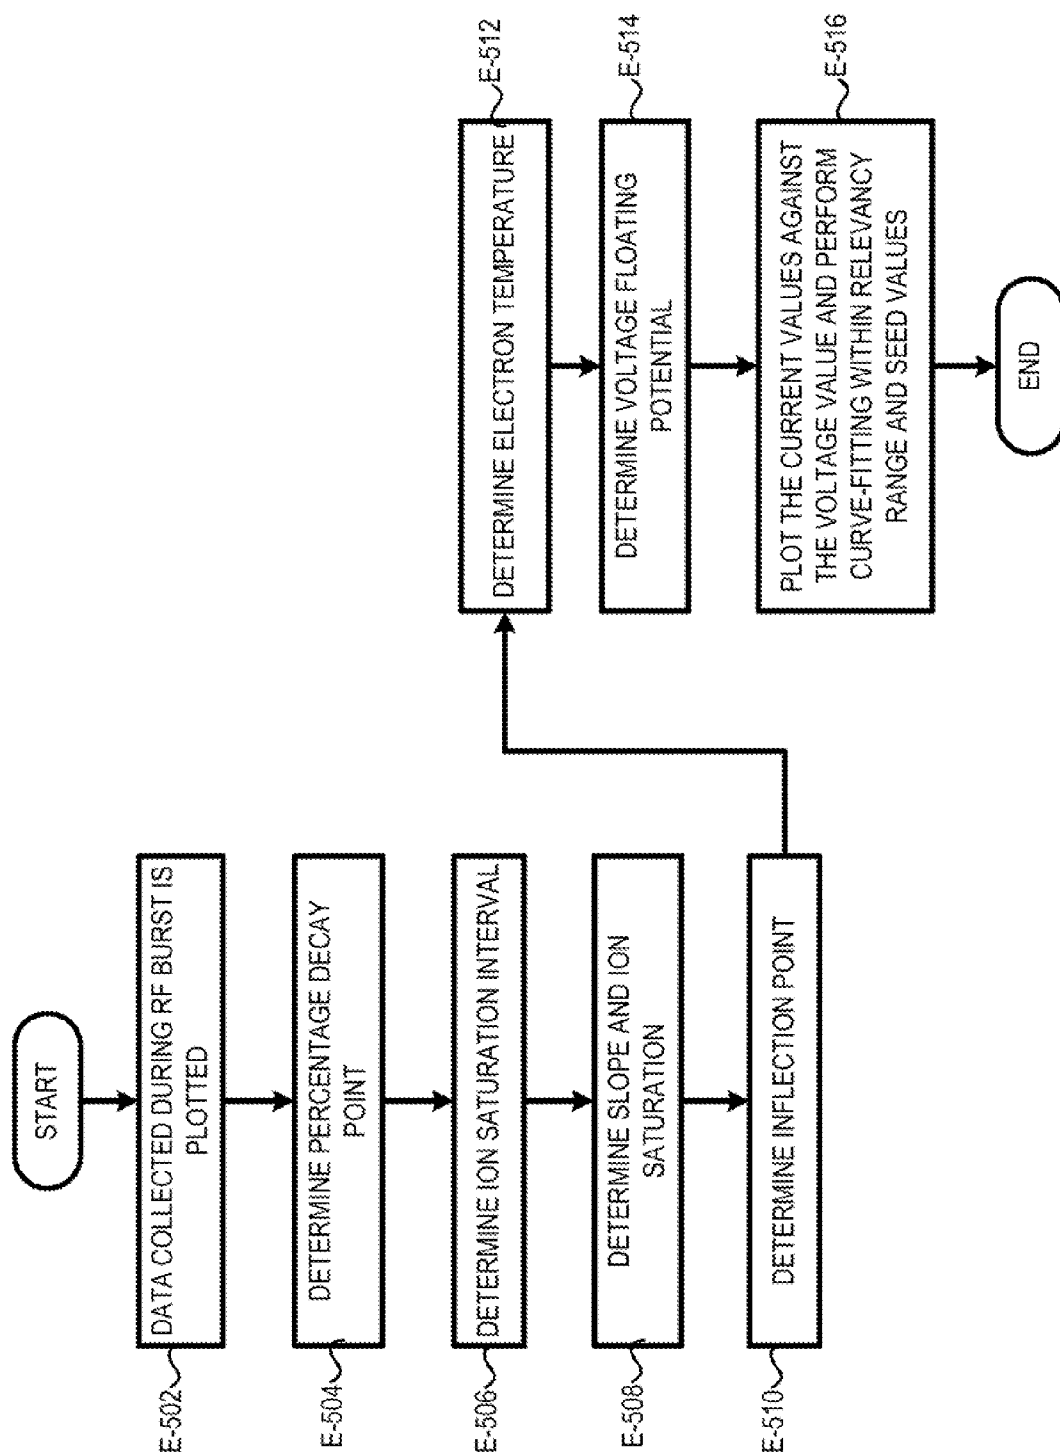 START
E-502
DATA COLLECTED DURING RF BURST IS
PLOTTED
E-504
DETERMINE PERCENTAGE DECAY
POINT
E-506
DETERMINE ION SATURATION INTERVAL
E-508
DETERMINE SLOPE AND ION
SATURATION
E-510
DETERMINE INFLECTION POINT
E-512
DETERMINE ELECTRON TEMPERATURE
E-514
DETERMINE VOLTAGE FLOATING
POTENTIAL
E-516
PLOT THE CURRENT VALUES AGAINST
THE VOLTAGE VALUE AND PERFORM
CURVE-FITTING WITHIN RELEVANCY
RANGE AND SEED VALUES
END